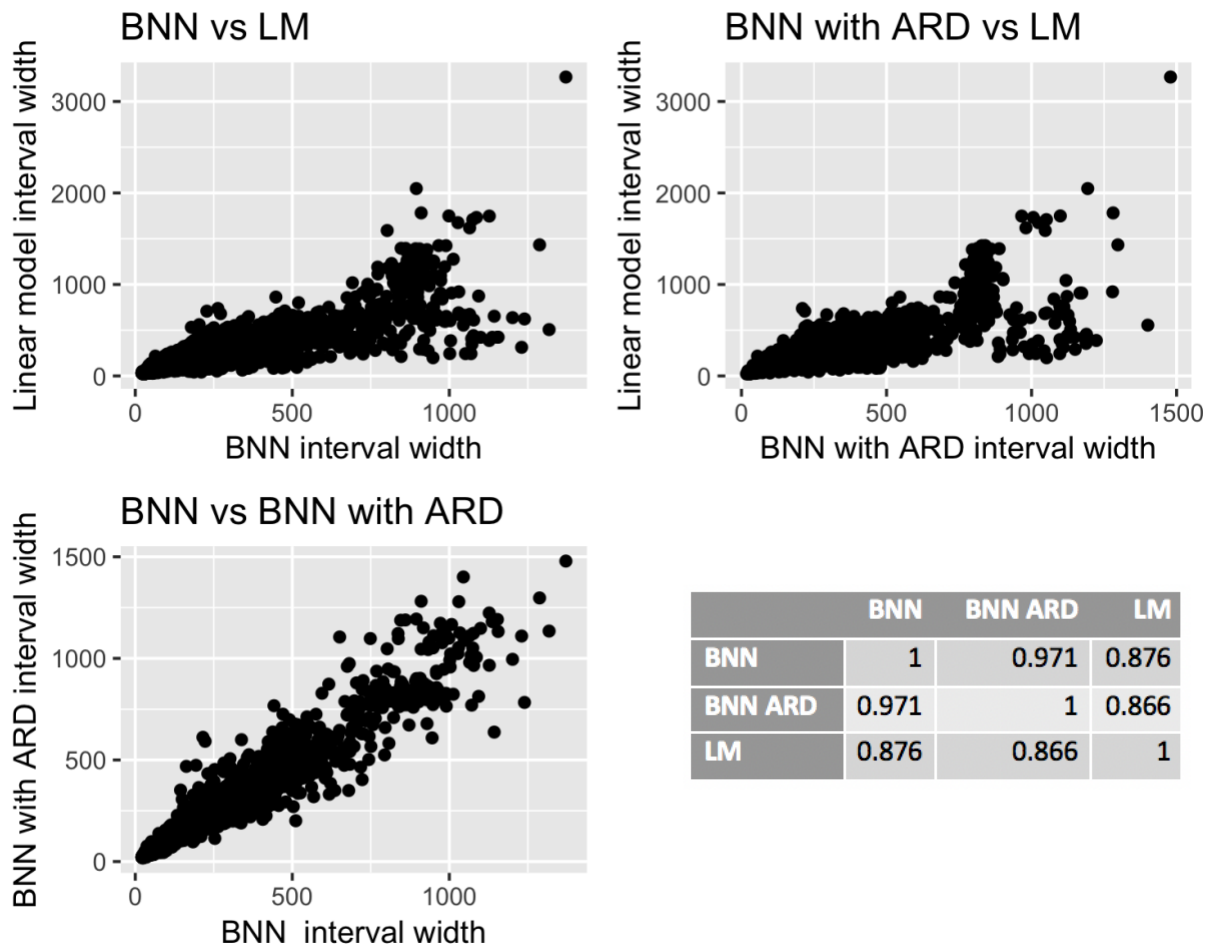 BNN vs LM
Linear model interval width
3000
2000
1000
0
0 500 1000
BNN interval width
BNN with ARD vs LM
Linear model interval width
3000
2000
1000
0
0 500 1000 1500
BNN with ARD interval width
BNN vs BNN with ARD
BNN with ARD interval width
1500
1000
500
0
0 500 1000
BNN interval width
BNN BNN ARD LM
BNN 1 0.971 0.876
BNN ARD 0.971 1 0.866
LM 0.876 0.866 1